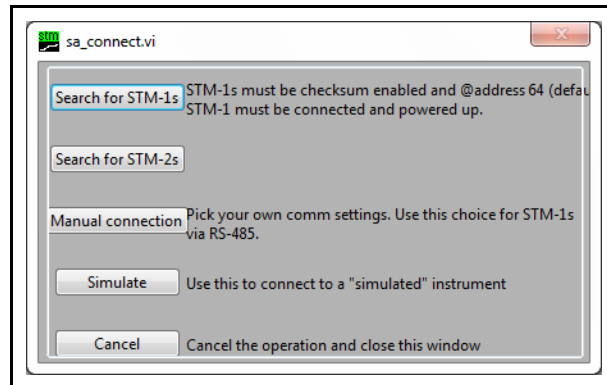 stm
sa_connect.vi
Search for STM-1s
STM-1s must be checksum enabled and @address 64 (defau
STM-1 must be connected and powered up.
Search for STM-2s
Manual connection
Pick your own comm settings. Use this choice for STM-1s
via RS-485.
Simulate
Use this to connect to a "simulated" instrument
Cancel
Cancel the operation and close this window